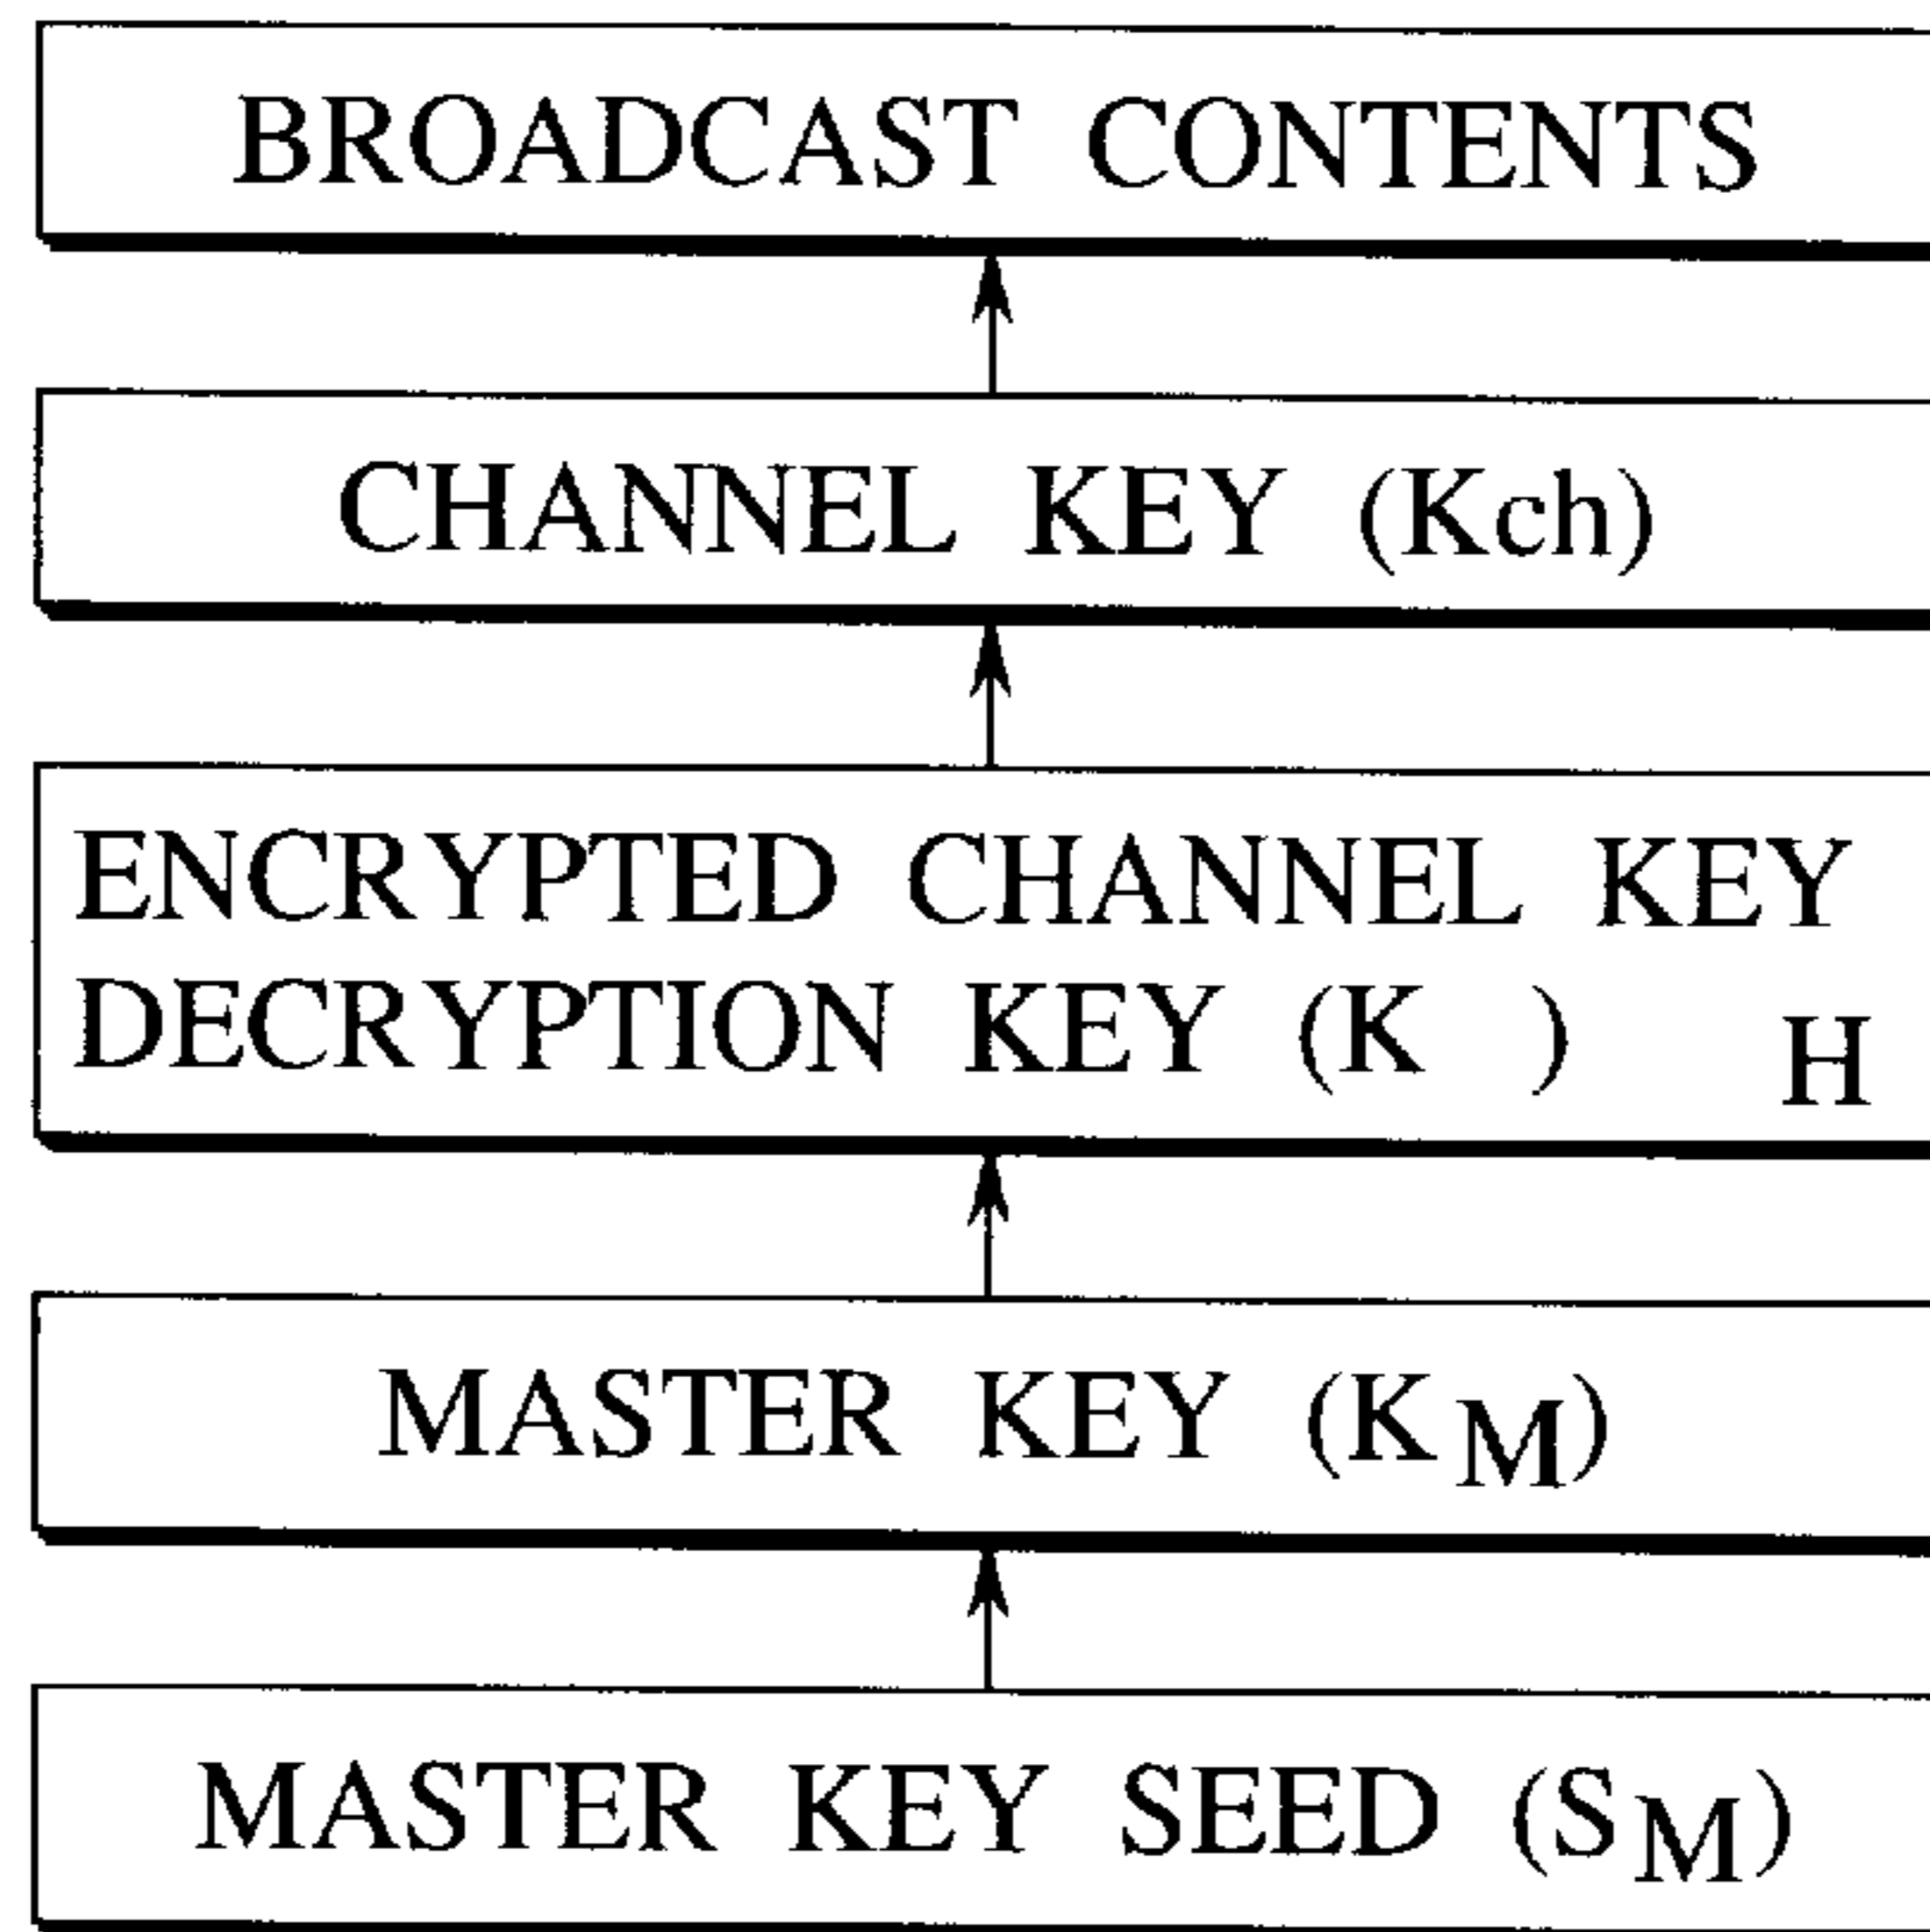 BROADCAST CONTENTS
CHANNEL KEY (Kch)
ENCRYPTED CHANNEL KEY
DECRYPTION KEY (K ) H
MASTER KEY (KM)
MASTER KEY SEED (SM)